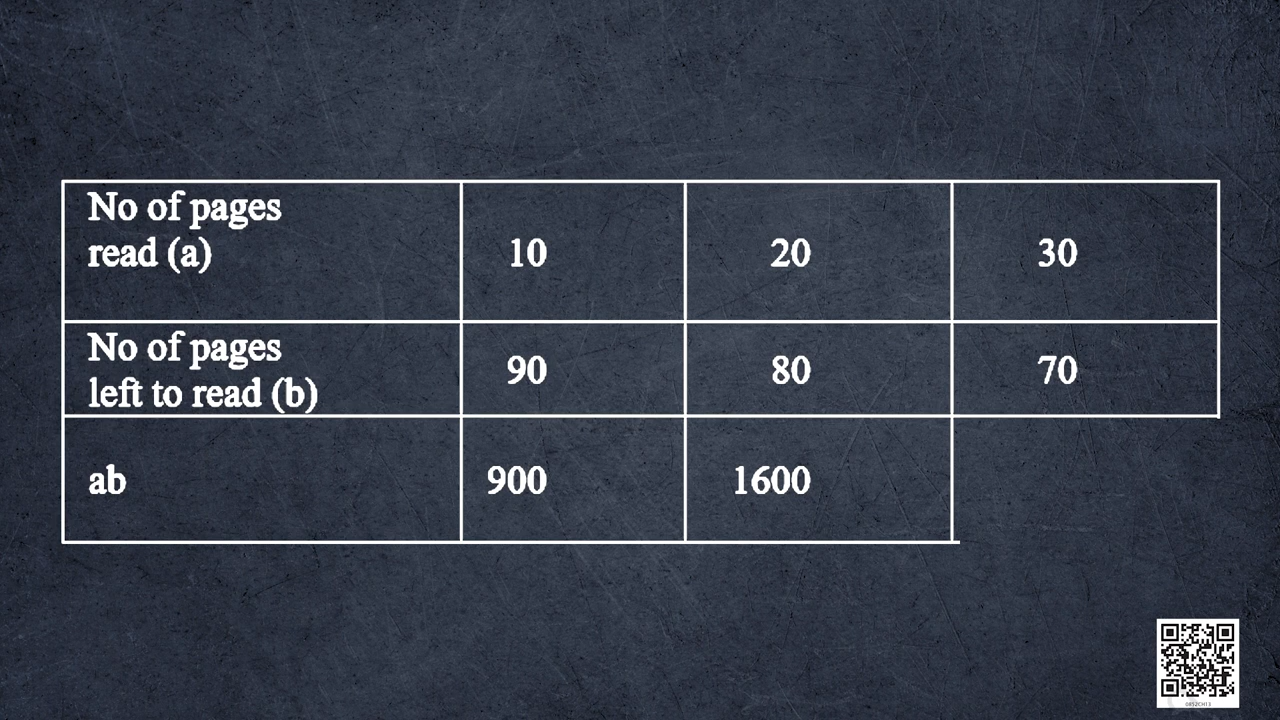 No of pages
read (a) 10 20 30
No of pages
left to read (b) 90 80 70
ab 900 1600
0852CH13